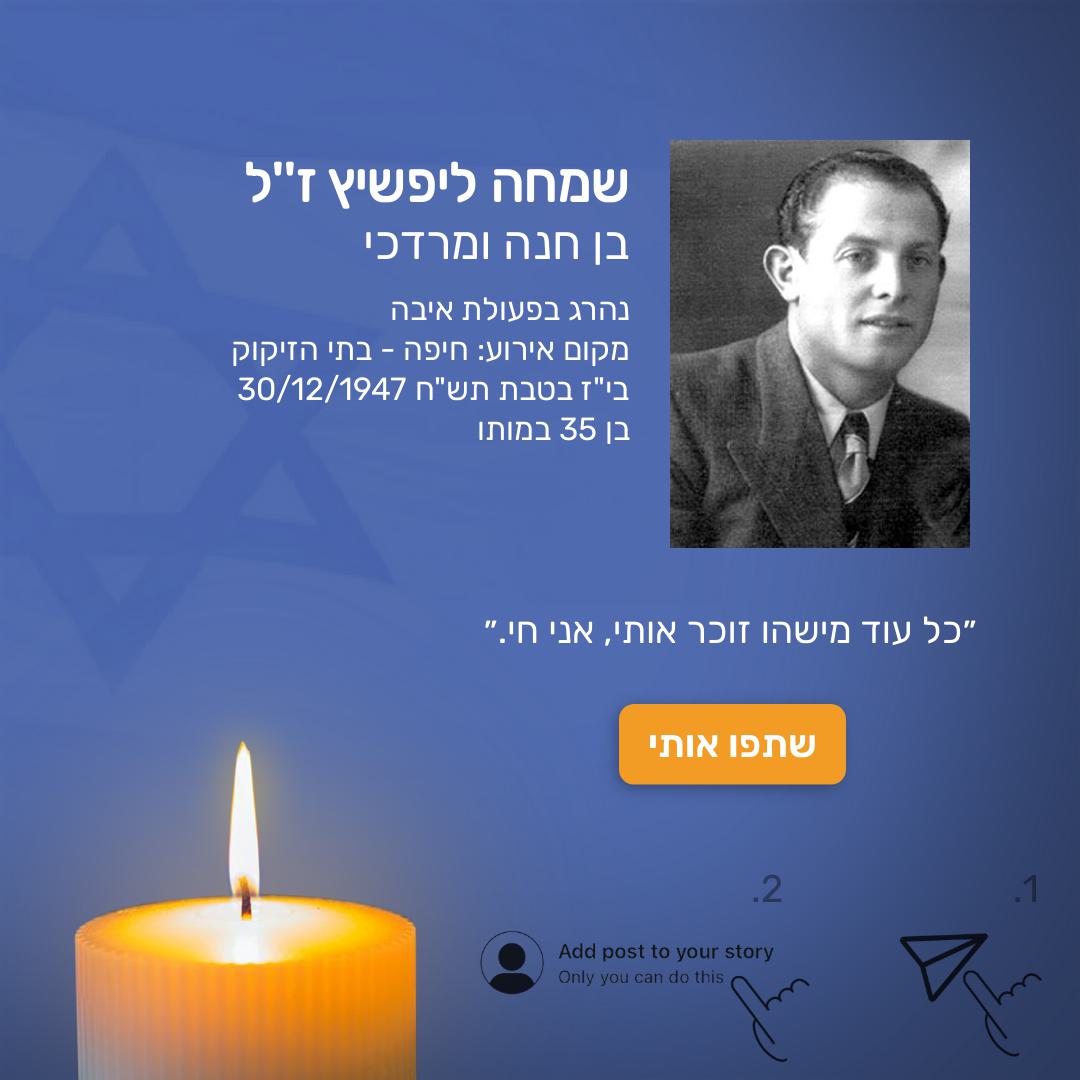 שמחה ליפשיץ ז''ל
בן חנה ומרדכי
נהרג בפעולת איבה
מקום אירוע: חיפה - בתי הזיקוק
בי"ז בטבת תש"ח 30/12/1947
בן 35 במותו
״כל עוד מישהו זוכר אותי, אני חי.״
שתפו אותי
1.
2.
Add post to your story
Only you can do this